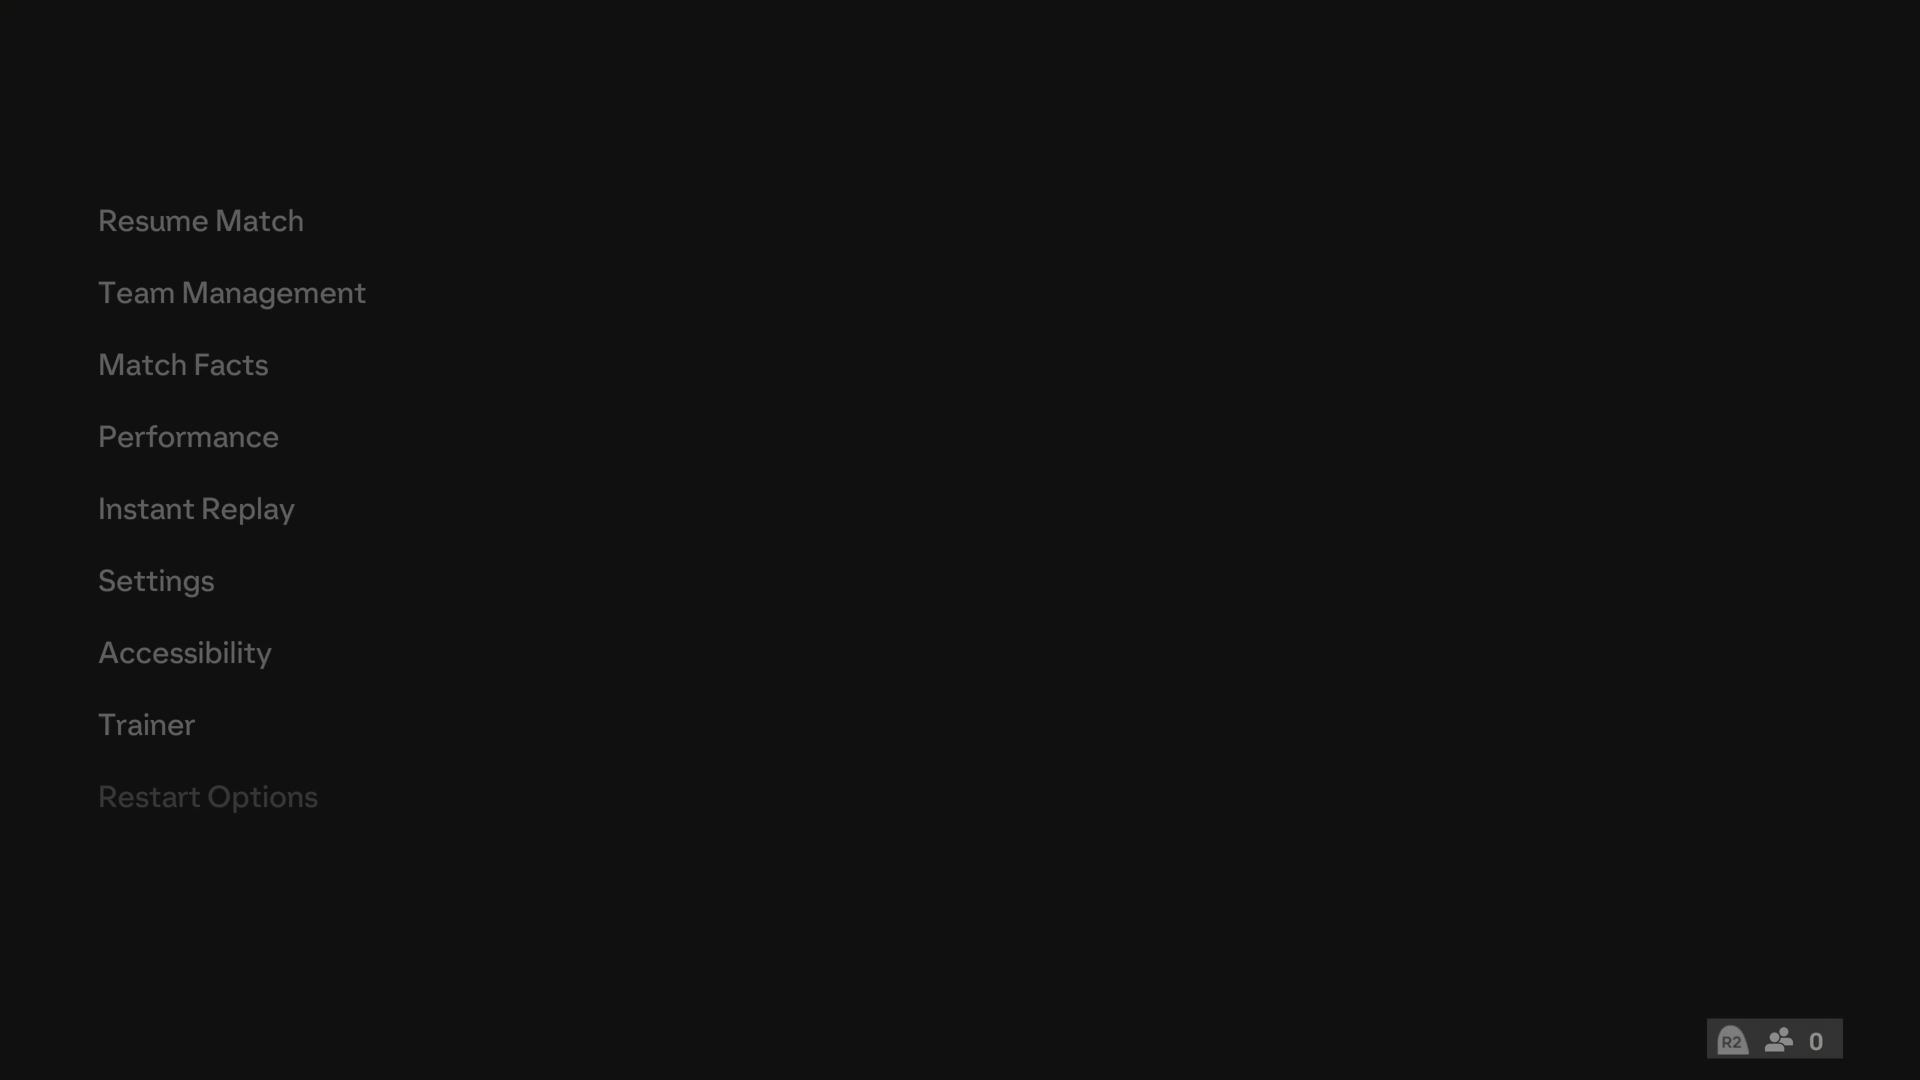 Resume Match
Team Management
Match Facts
Performance
Instant Replay
Settings
Accessibility
Trainer
Restart Options
R2 0